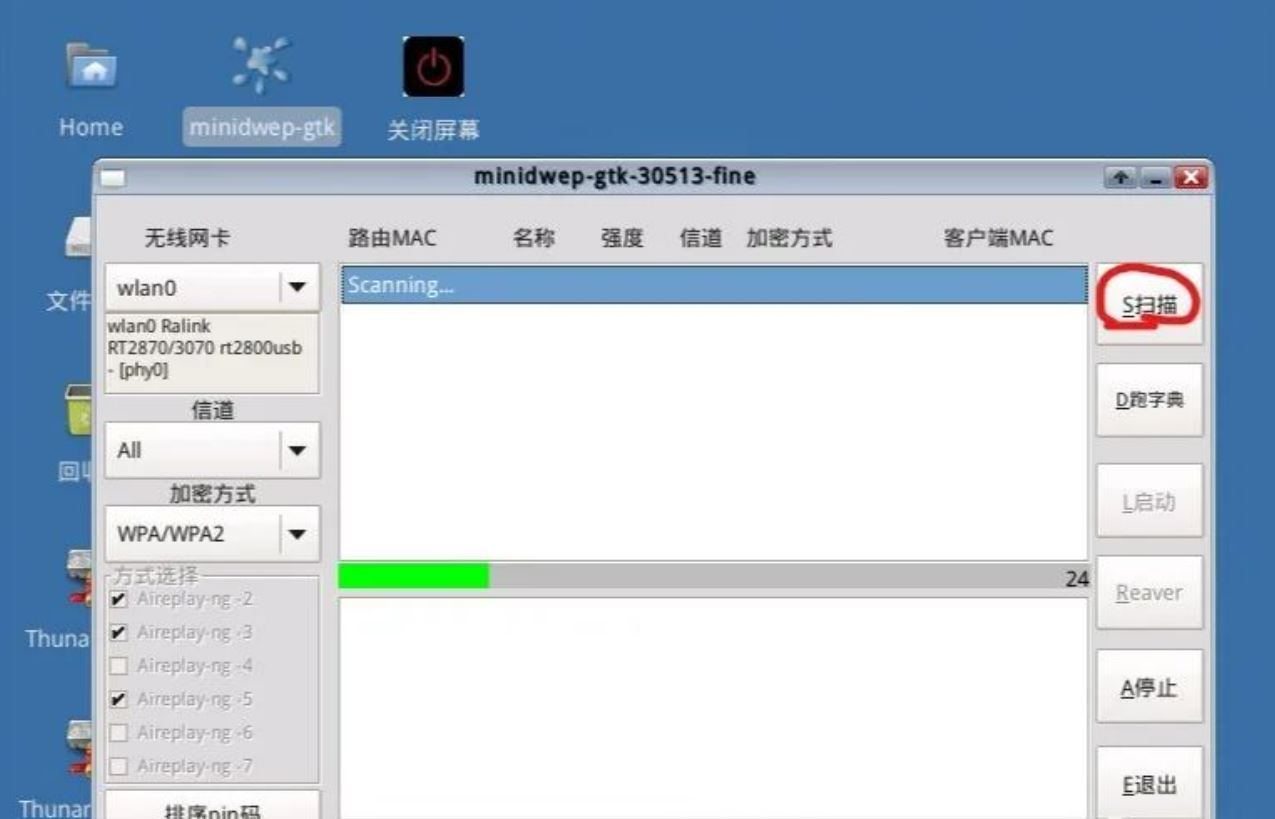 Home
minidwep-gtk
关闭屏幕
minidwep-gtk-30513-fine
无线网卡
路由MAC
名称
强度
信道
加密方式
客户端MAC
文件
wlan0
Scanning...
S扫描
wlan0 Ralink
RT2870/3070 rt2800usb
- [phy0]
D跑字典
信道
All
回收
加密方式
L启动
WPA/WPA2
24
方式选择
Aireplay-ng -2
Reaver
Aireplay-ng -3
Thuna
Aireplay-ng -4
Aireplay-ng -5
A停止
Aireplay-ng -6
Aireplay-ng -7
E退出
Thunar
排序pin码